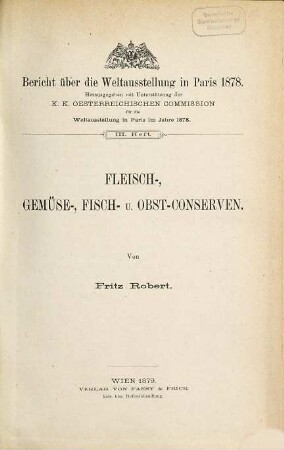 Bericht über die Weltausstellung in Paris 1878.
Herausgegeben mit Unterstützung der
K. K. OESTERREICHISCHEN COMMISSION
für die
Weltausstellung in Paris im Jahre 1878.
III. Heft.
FLEISCH-,
GEMÜSE-, FISCH- U. OBST-CONSERVEN.
Von
Fritz Robert.
WIEN 1879.
VERLAG VON FAESY & FRICK